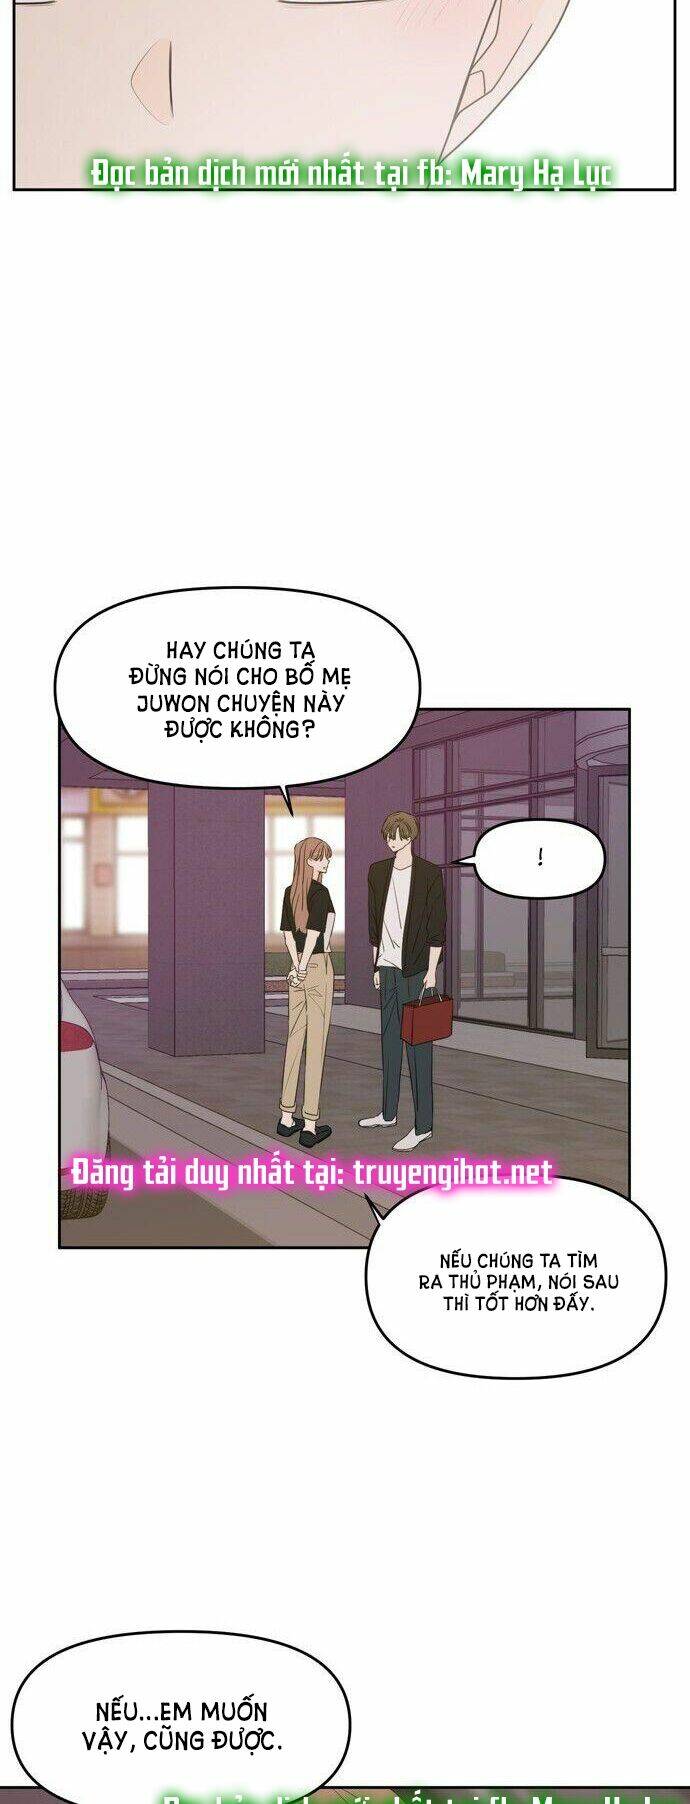 Đọc bản dịch mới nhất tại fb: Mary Hạ Lục
HAY CHÚNG TA
ĐỪNG NÓI CHO BỐ MẸ
JUWON CHUYỆN NÀY
ĐƯỢC KHÔNG?
!
Đăng tải duy nhất tại: truyengihot.net
NẾU CHÚNG TA TÌM
RA THỦ PHẠM, NÓI SAU
THÌ TỐT HƠN ĐẤY.
NẾU...EM MUỐN
VẬY, CŨNG ĐƯỢC.